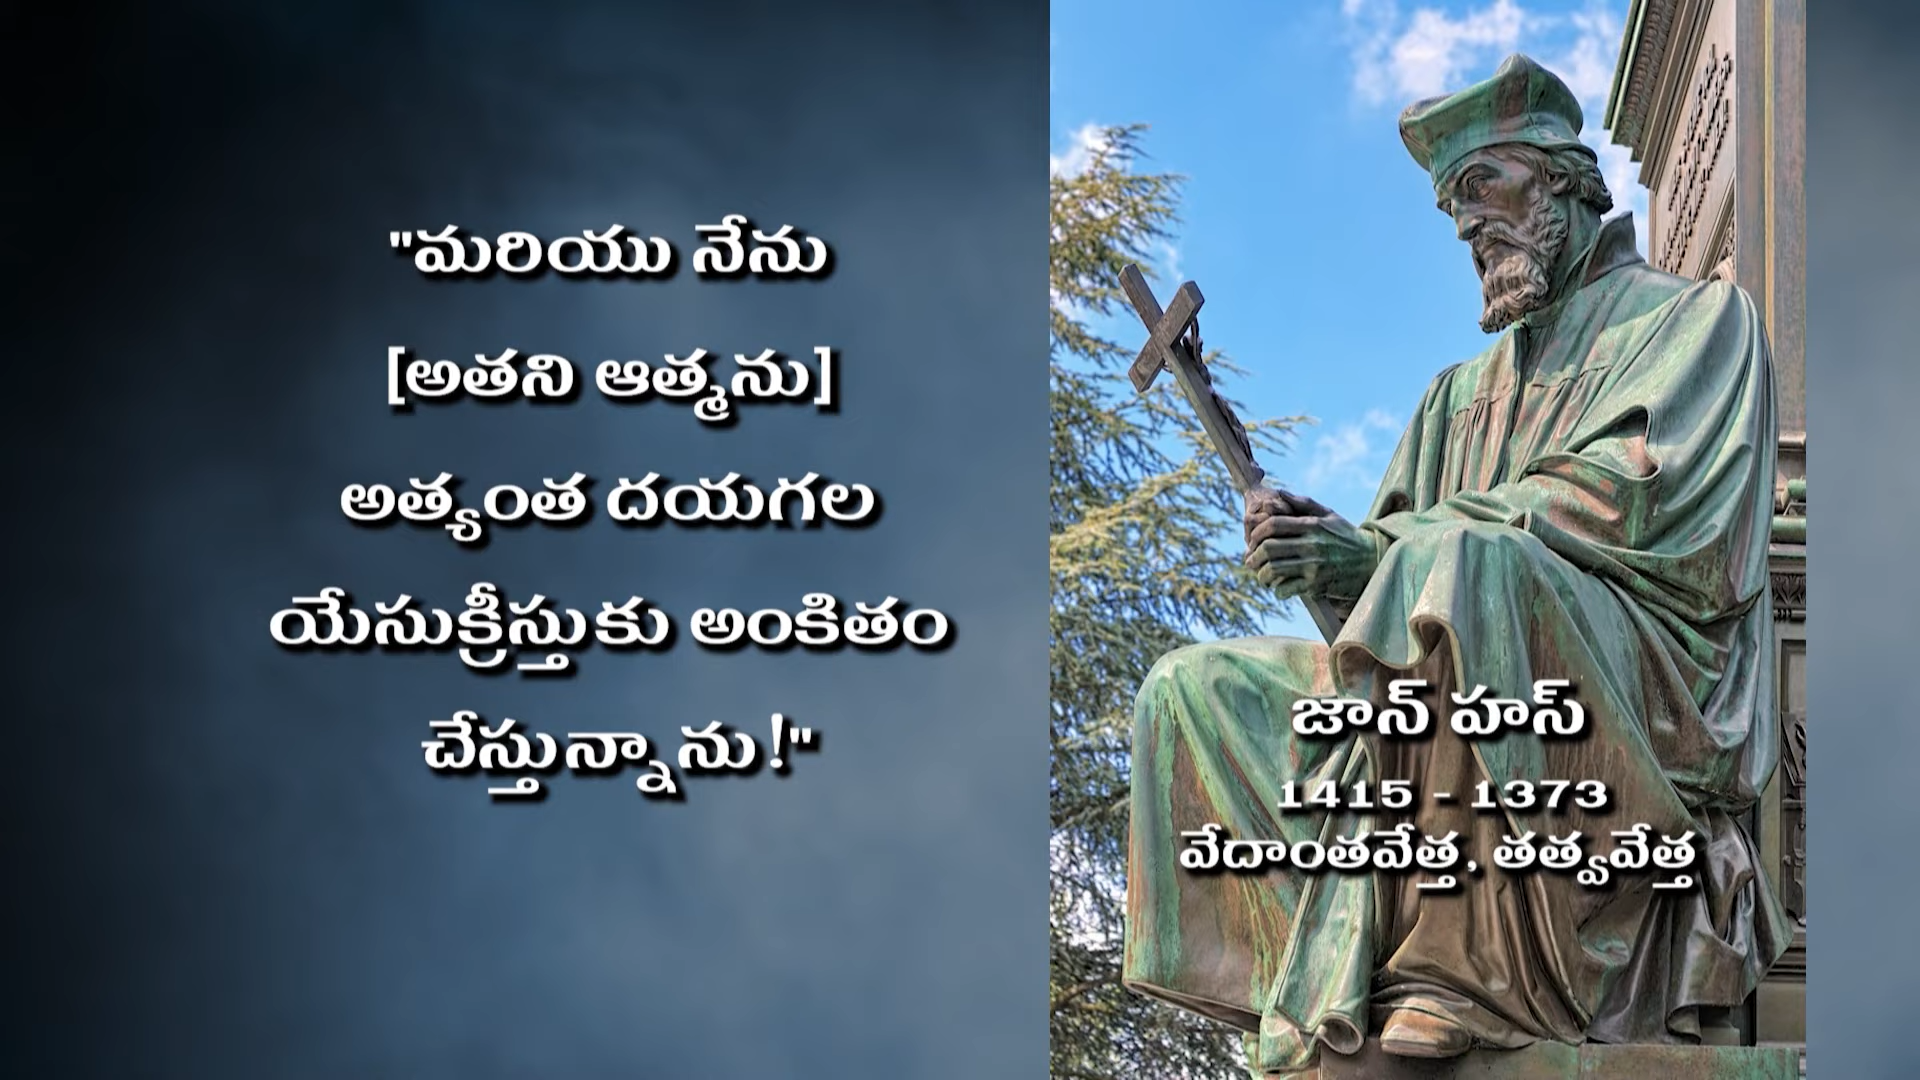 "మరియు నేను
[అతని ఆత్మను]
అత్యంత దయగల
యేసుక్రీస్తుకు అంకితం
చేస్తున్నాను!"
జాన్ హస్
1415 - 1373
వేదాంతవేత్త, తత్వవేత్త